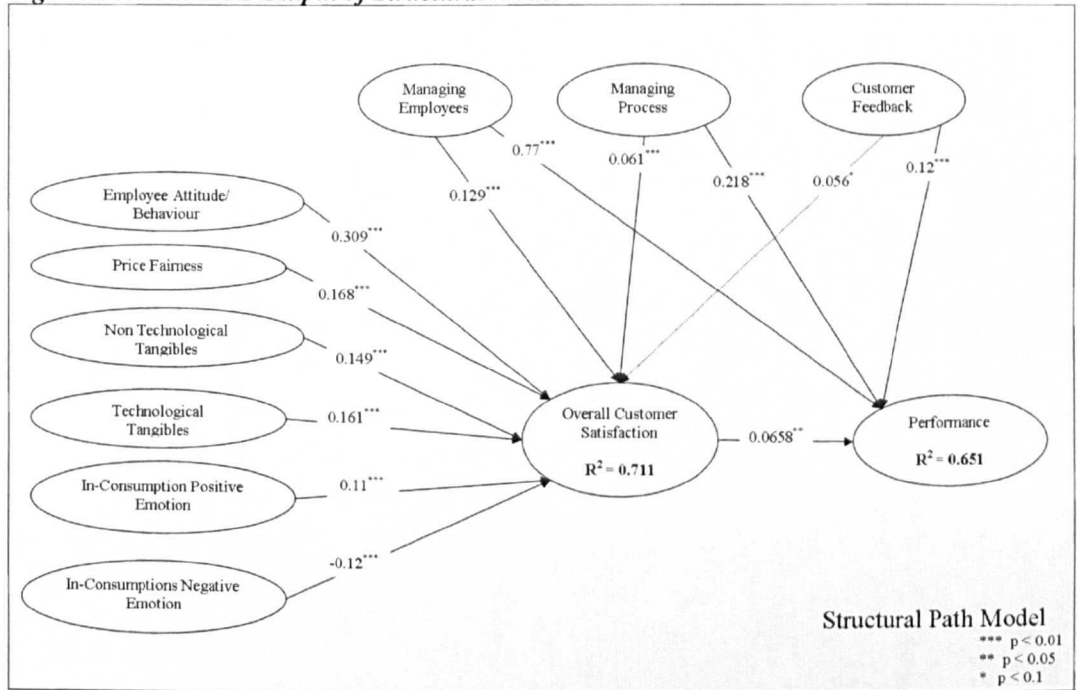 Managing
Employees
Managing
Process
Customer
Feedback
0.77***
0.061***
0.12***
0.129***
0.218***
0.056*
Employee Attitude/
Behaviour
0.309***
Price Fairness
0.168***
Non Technological
Tangibles
0.149***
Technological
Tangibles
0.161***
In-Consumption Positive
Emotion
0.11***
In-Consumptions Negative
Emotion
-0.12***
Overall Customer
Satisfaction
R² = 0.711
0.0658**
Performance
R² = 0.651
Structural Path Model
*** p < 0.01
** p < 0.05
* p < 0.1